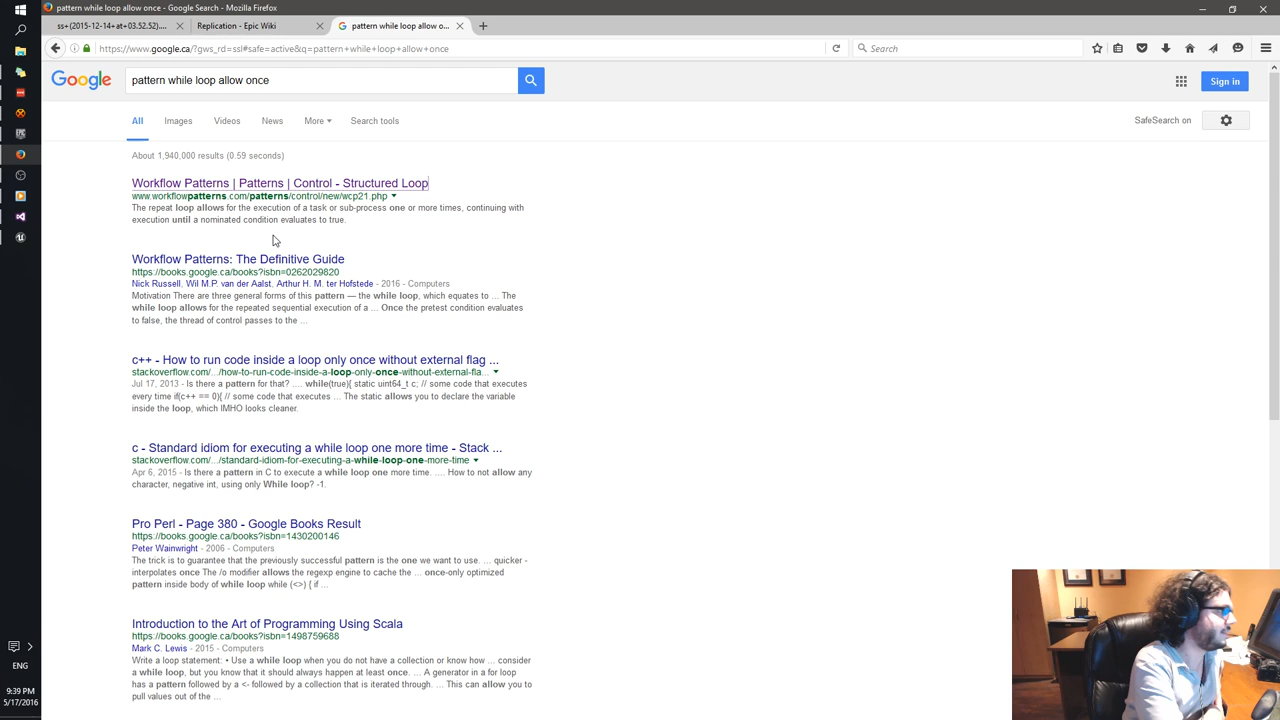 pattern while loop allow once - Google Search - Mozilla Firefox
ss+(2015-12-14+at+03.52.52)....
Replication - Epic Wiki
pattern while loop allow o...
https://www.google.ca/?gws_rd=ssl#safe=active&q=pattern+while+loop+allow+once
Search
Google
pattern while loop allow once
Sign in
All
Images
Videos
News
More
Search tools
SafeSearch on
About 1,940,000 results (0.59 seconds)
Workflow Patterns | Patterns | Control - Structured Loop
www.workflowpatterns.com/patterns/control/new/wcp21.php
The repeat loop allows for the execution of a task or sub-process one or more times, continuing with
execution until a nominated condition evaluates to true.
Workflow Patterns: The Definitive Guide
https://books.google.ca/books?isbn=0262029820
Nick Russell, Wil M.P. van der Aalst, Arthur H. M. ter Hofstede - 2016 - Computers
Motivation There are three general forms of this pattern — the while loop, which equates to ... The
while loop allows for the repeated sequential execution of a ... Once the pretest condition evaluates
to false, the thread of control passes to the ...
c++ - How to run code inside a loop only once without external flag ...
stackoverflow.com/.../how-to-run-code-inside-a-loop-only-once-without-external-fla...
Jul 17, 2013 - Is there a pattern for that? .... while(true){ static uint64_t c; // some code that executes
every time if(c++ == 0){ // some code that executes ... The static allows you to declare the variable
inside the loop, which IMHO looks cleaner.
c - Standard idiom for executing a while loop one more time - Stack ...
stackoverflow.com/.../standard-idiom-for-executing-a-while-loop-one-more-time
Apr 6, 2015 - Is there a pattern in C to execute a while loop one more time. .... How to not allow any
character, negative int, using only While loop? -1.
Pro Perl - Page 380 - Google Books Result
https://books.google.ca/books?isbn=1430200146
Peter Wainwright - 2006 - Computers
The trick is to guarantee that the previously successful pattern is the one we want to use. ... quicker -
interpolates once The /o modifier allows the regexp engine to cache the ... once-only optimized
pattern inside body of while loop while (<>) { if ...
Introduction to the Art of Programming Using Scala
https://books.google.ca/books?isbn=1498759688
Mark C. Lewis - 2015 - Computers
Write a loop statement: • Use a while loop when you do not have a collection or know how ... consider
a while loop, but you know that it should always happen at least once. ... A generator in a for loop
has a pattern followed by a <- followed by a collection that is iterated through. ... This can allow you to
pull values out of the ...
ENG
9:39 PM
5/17/2016